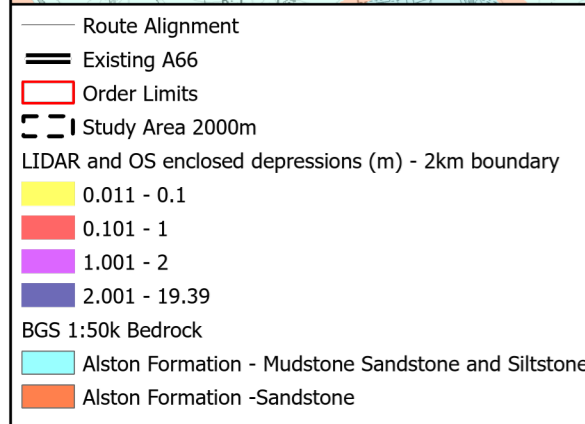 Route Alignment
Existing A66
Order Limits
Study Area 2000m
LIDAR and OS enclosed depressions (m) - 2km boundary
0.011 - 0.1
0.101 - 1
1.001 - 2
2.001 - 19.39
BGS 1:50k Bedrock
Alston Formation - Mudstone Sandstone and Siltstone
Alston Formation -Sandstone